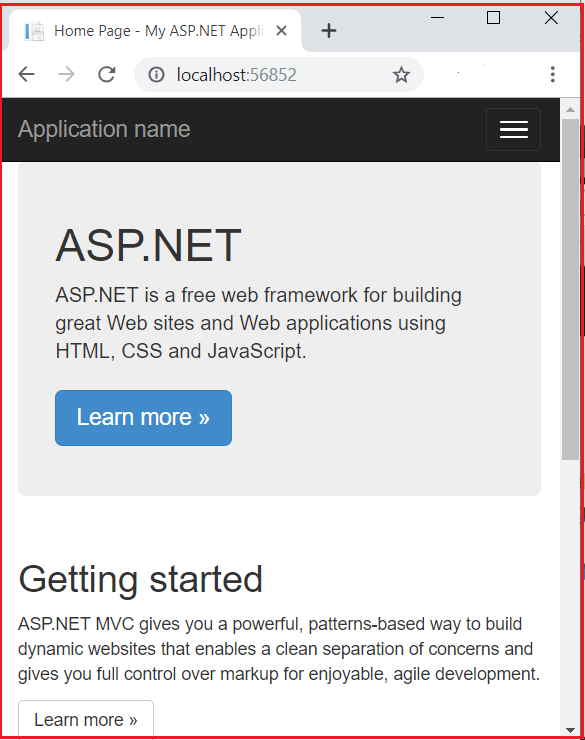 Home Page - My ASP.NET Appli
localhost:56852
Application name
ASP.NET
ASP.NET is a free web framework for building
great Web sites and Web applications using
HTML, CSS and JavaScript.
Learn more »
Getting started
ASP.NET MVC gives you a powerful, patterns-based way to build
dynamic websites that enables a clean separation of concerns and
gives you full control over markup for enjoyable, agile development.
Learn more »